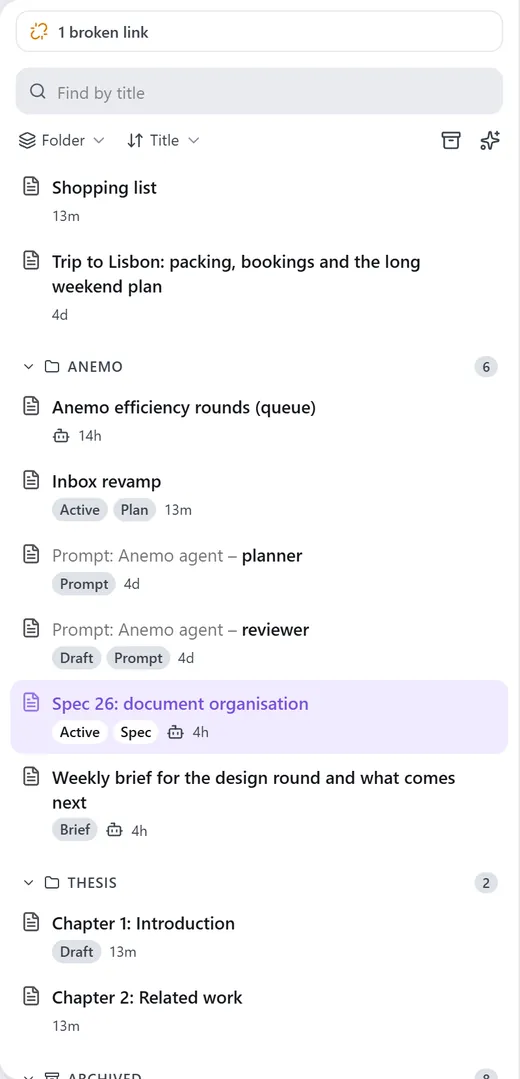 1 broken link
Find by title
Folder Title
Shopping list
13m
Trip to Lisbon: packing, bookings and the long
weekend plan
4d
ANEMO 6
Anemo efficiency rounds (queue)
14h
Inbox revamp
Active Plan 13m
Prompt: Anemo agent – planner
Prompt 4d
Prompt: Anemo agent – reviewer
Draft Prompt 4d
Spec 26: document organisation
Active Spec 4h
Weekly brief for the design round and what comes
next
Brief 4h
THESIS 2
Chapter 1: Introduction
Draft 13m
Chapter 2: Related work
13m
ARCHIVED